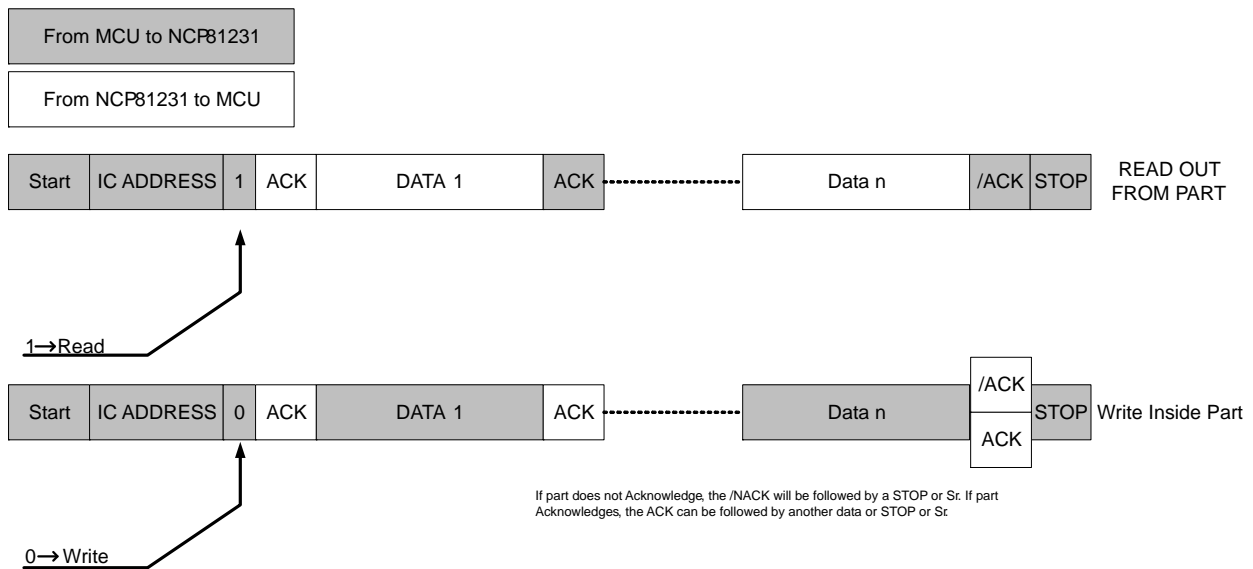 From MCU to NCP81231
From NCP81231 to MCU
Start IC ADDRESS 1 ACK DATA 1 ACK Data n /ACK STOP READ OUT
FROM PART
1→Read
/ACK
Start IC ADDRESS 0 ACK DATA 1 ACK Data n STOP Write Inside Part
ACK
If part does not Acknowledge, the /NACK will be followed by a STOP or Sr. If part
Acknowledges, the ACK can be followed by another data or STOP or Sr.
0→Write